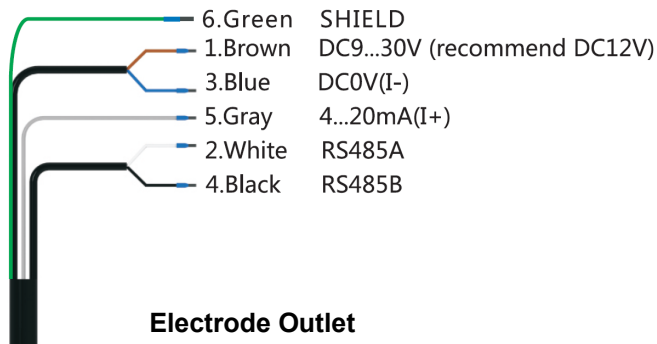 6.Green SHIELD
1.Brown DC9...30V (recommend DC12V)
3.Blue DC0V(I-)
5.Gray 4...20mA(I+)
2.White RS485A
4.Black RS485B
Electrode Outlet